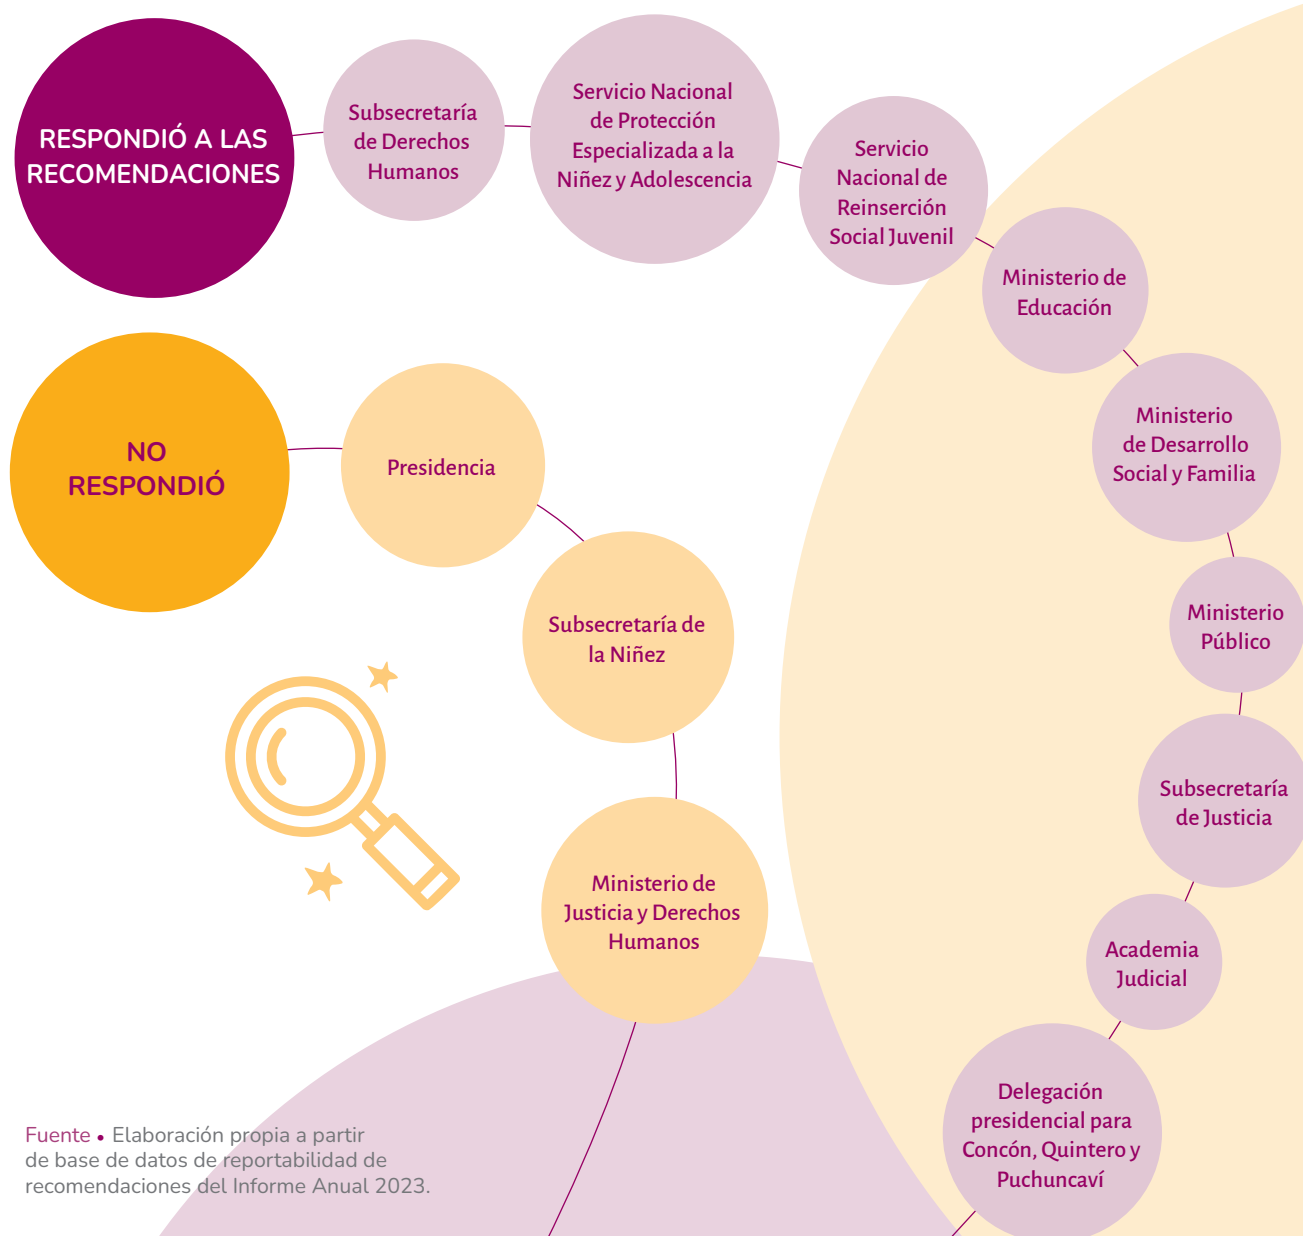 RESPONDIÓ A LAS
RECOMENDACIONES
Subsecretaría
de Derechos
Humanos
Servicio Nacional
de Protección
Especializada a la
Niñez y Adolescencia
Servicio
Nacional de
Reinserción
Social Juvenil
Ministerio de
Educación
Ministerio
de Desarrollo
Social y Familia
Ministerio
Público
Subsecretaría
de Justicia
Academia
Judicial
Delegación
presidencial para
Concón, Quintero y
Puchuncaví
NO
RESPONDIÓ
Presidencia
Subsecretaría de
la Niñez
Ministerio de
Justicia y Derechos
Humanos
Fuente • Elaboración propia a partir
de base de datos de reportabilidad de
recomendaciones del Informe Anual 2023.